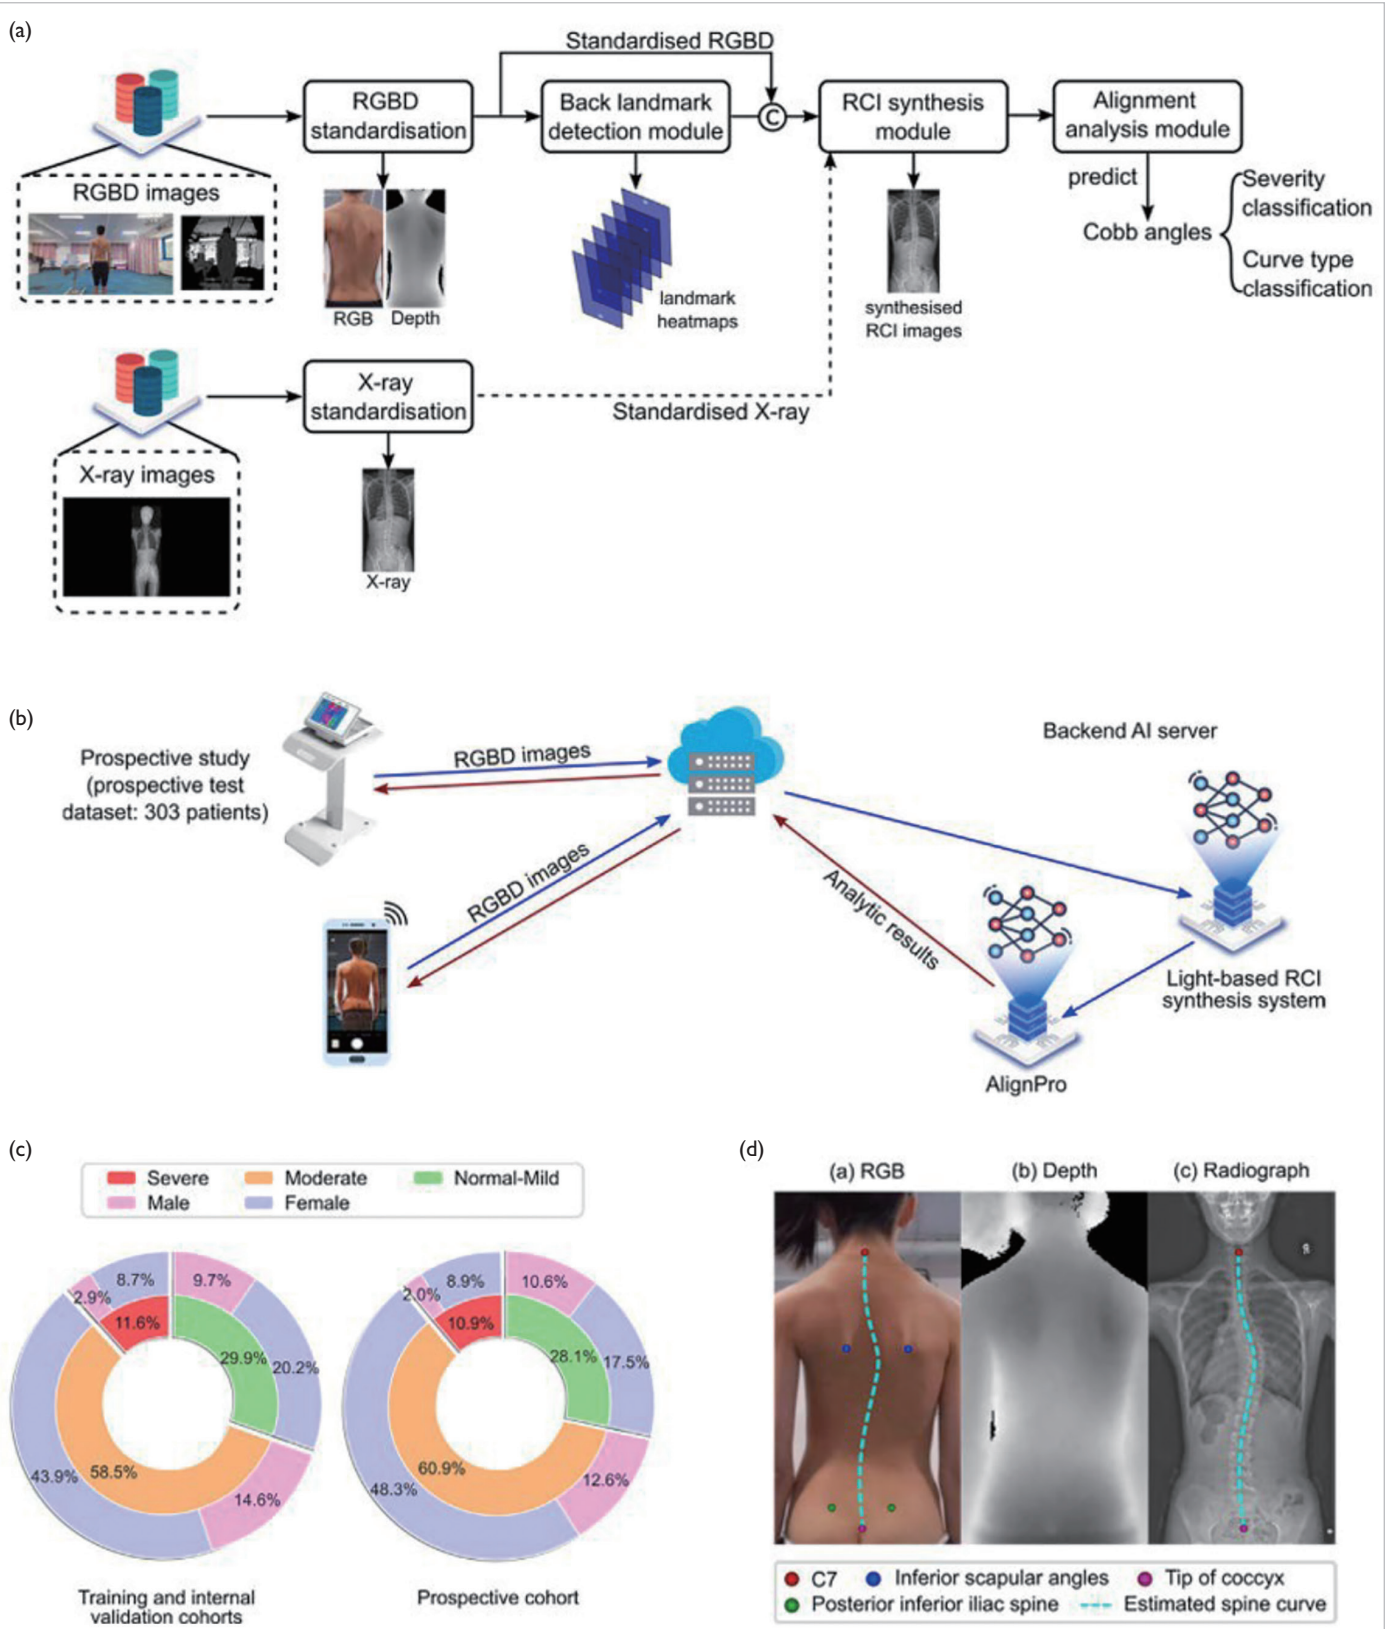 (a)
Standardised RGBD
RGBD
standardisation
Back landmark
detection module
C
RCI synthesis
module
Alignment
analysis module
RGBD images
RGB
Depth
landmark
heatmaps
synthesised
RCI images
predict
Cobb angles
Severity
classification
Curve type
classification
X-ray
standardisation
Standardised X-ray
X-ray images
X-ray
(b)
Prospective study
(prospective test
dataset: 303 patients)
RGBD images
RGBD images
Backend AI server
Analytic results
Light-based RCI
synthesis system
AlignPro
(c)
Severe
Moderate
Normal-Mild
Male
Female
8.7%
9.7%
2.9%
11.6%
29.9%
20.2%
43.9%
58.5%
14.6%
Training and internal
validation cohorts
8.9%
10.6%
2.0%
10.9%
28.1%
17.5%
60.9%
48.3%
12.6%
Prospective cohort
(d)
(a) RGB
(b) Depth
(c) Radiograph
C7
Inferior scapular angles
Tip of coccyx
Posterior inferior iliac spine
Estimated spine curve